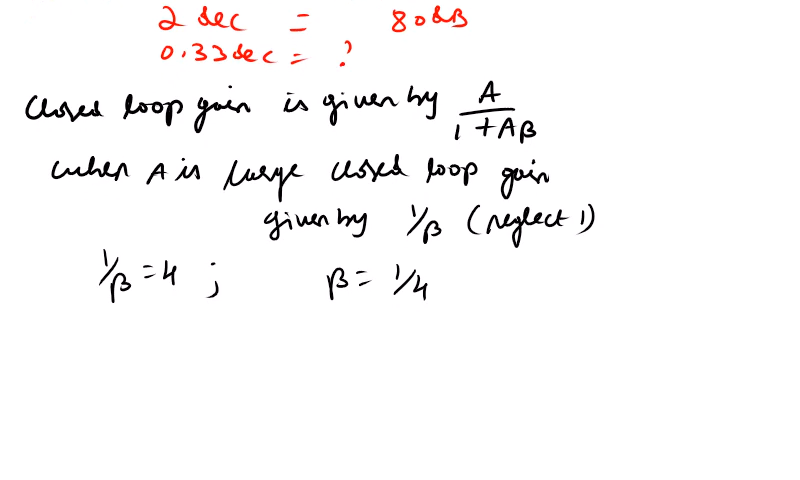 2 dec = 80dB
0.33dec = ?
Closed loop gain is given by A / 1+Aβ
when A is large closed loop gain
given by 1/β (neglect 1)
1/β = 4 ; β = 1/4